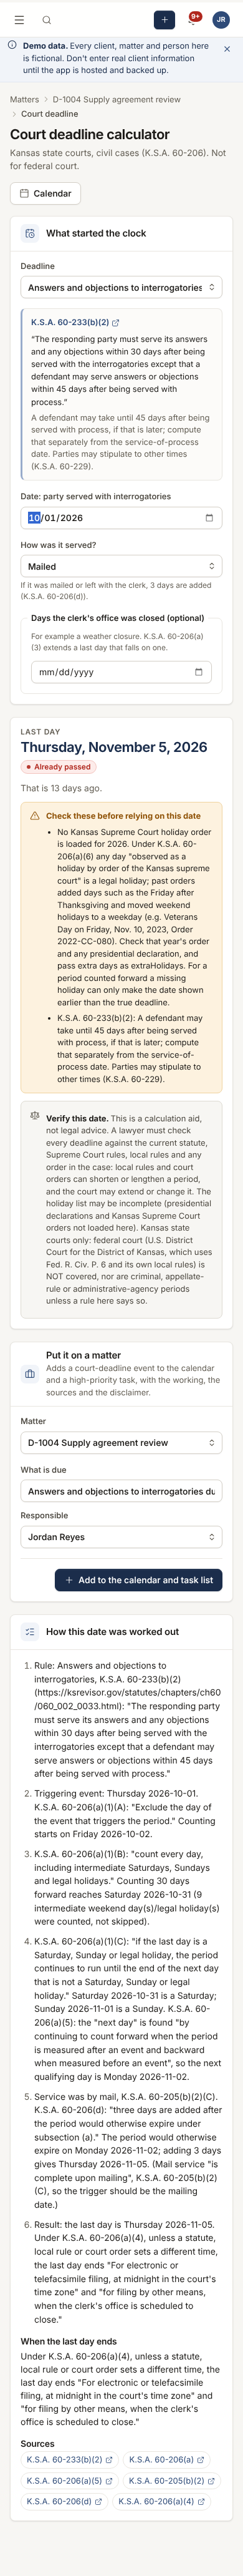 9+
JR
Demo data. Every client, matter and person here
is fictional. Don't enter real client information
until the app is hosted and backed up.
Matters > D-1004 Supply agreement review
> Court deadline
Court deadline calculator
Kansas state courts, civil cases (K.S.A. 60-206). Not
for federal court.
Calendar
What started the clock
Deadline
Answers and objections to interrogatories
K.S.A. 60-233(b)(2)
"The responding party must serve its answers
and any objections within 30 days after being
served with the interrogatories except that a
defendant may serve answers or objections
within 45 days after being served with
process."
A defendant may take until 45 days after being
served with process, if that is later; compute
that separately from the service-of-process
date. Parties may stipulate to other times
(K.S.A. 60-229).
Date: party served with interrogatories
10/01/2026
How was it served?
Mailed
If it was mailed or left with the clerk, 3 days are added
(K.S.A. 60-206(d)).
Days the clerk's office was closed (optional)
For example a weather closure. K.S.A. 60-206(a)
(3) extends a last day that falls on one.
mm/dd/yyyy
LAST DAY
Thursday, November 5, 2026
Already passed
That is 13 days ago.
Check these before relying on this date
• No Kansas Supreme Court holiday order
is loaded for 2026. Under K.S.A. 60-
206(a)(6) any day "observed as a
holiday by order of the Kansas supreme
court" is a legal holiday; past orders
added days such as the Friday after
Thanksgiving and moved weekend
holidays to a weekday (e.g. Veterans
Day on Friday, Nov. 10, 2023, Order
2022-CC-080). Check that year's order
and any presidential declaration, and
pass extra days as extraHolidays. For a
period counted forward a missing
holiday can only make the date shown
earlier than the true deadline.
• K.S.A. 60-233(b)(2): A defendant may
take until 45 days after being served
with process, if that is later; compute
that separately from the service-of-
process date. Parties may stipulate to
other times (K.S.A. 60-229).
Verify this date. This is a calculation aid,
not legal advice. A lawyer must check
every deadline against the current statute,
Supreme Court rules, local rules and any
order in the case: local rules and court
orders can shorten or lengthen a period,
and the court may extend or change it. The
holiday list may be incomplete (presidential
declarations and Kansas Supreme Court
orders not loaded here). Kansas state
courts only: federal court (U.S. District
Court for the District of Kansas, which uses
Fed. R. Civ. P. 6 and its own local rules) is
NOT covered, nor are criminal, appellate-
rule or administrative-agency periods
unless a rule here says so.
Put it on a matter
Adds a court-deadline event to the calendar
and a high-priority task, with the working, the
sources and the disclaimer.
Matter
D-1004 Supply agreement review
What is due
Answers and objections to interrogatories du
Responsible
Jordan Reyes
Add to the calendar and task list
How this date was worked out
1. Rule: Answers and objections to
interrogatories, K.S.A. 60-233(b)(2)
(https://ksrevisor.gov/statutes/chapters/ch60
/060_002_0033.html): "The responding party
must serve its answers and any objections
within 30 days after being served with the
interrogatories except that a defendant may
serve answers or objections within 45 days
after being served with process."
2. Triggering event: Thursday 2026-10-01.
K.S.A. 60-206(a)(1)(A): "Exclude the day of
the event that triggers the period." Counting
starts on Friday 2026-10-02.
3. K.S.A. 60-206(a)(1)(B): "count every day,
including intermediate Saturdays, Sundays
and legal holidays." Counting 30 days
forward reaches Saturday 2026-10-31 (9
intermediate weekend day(s)/legal holiday(s)
were counted, not skipped).
4. K.S.A. 60-206(a)(1)(C): "if the last day is a
Saturday, Sunday or legal holiday, the period
continues to run until the end of the next day
that is not a Saturday, Sunday or legal
holiday." Saturday 2026-10-31 is a Saturday;
Sunday 2026-11-01 is a Sunday. K.S.A. 60-
206(a)(5): the "next day" is found "by
continuing to count forward when the period
is measured after an event and backward
when measured before an event", so the next
qualifying day is Monday 2026-11-02.
5. Service was by mail, K.S.A. 60-205(b)(2)(C).
K.S.A. 60-206(d): "three days are added after
the period would otherwise expire under
subsection (a)." The period would otherwise
expire on Monday 2026-11-02; adding 3 days
gives Thursday 2026-11-05. (Mail service "is
complete upon mailing", K.S.A. 60-205(b)(2)
(C), so the trigger should be the mailing
date.)
6. Result: the last day is Thursday 2026-11-05.
Under K.S.A. 60-206(a)(4), unless a statute,
local rule or court order sets a different time,
the last day ends "For electronic or
telefacsimile filing, at midnight in the court's
time zone" and "for filing by other means,
when the clerk's office is scheduled to
close."
When the last day ends
Under K.S.A. 60-206(a)(4), unless a statute,
local rule or court order sets a different time, the
last day ends "For electronic or telefacsimile
filing, at midnight in the court's time zone" and
"for filing by other means, when the clerk's
office is scheduled to close."
Sources
K.S.A. 60-233(b)(2) K.S.A. 60-206(a)
K.S.A. 60-206(a)(5) K.S.A. 60-205(b)(2)
K.S.A. 60-206(d) K.S.A. 60-206(a)(4)